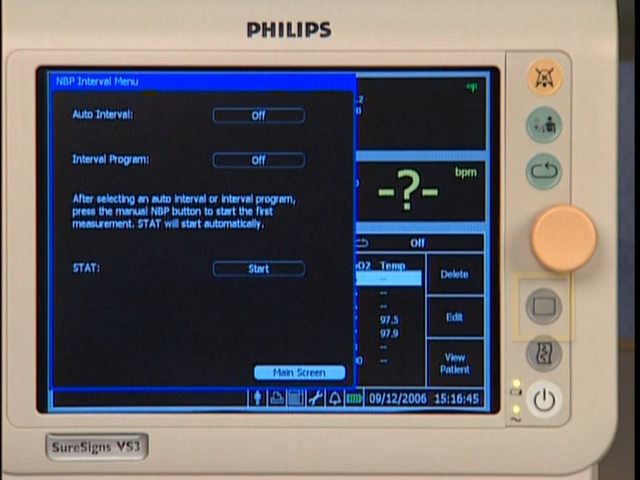 PHILIPS
NBP Interval Menu
Auto Interval: Off
Interval Program: Off
After selecting an auto interval or interval program,
press the manual NBP button to start the first
measurement. STAT will start automatically.
STAT: Start
Main Screen
°F
bpm
-?-
Off
Temp
--
--
--
97.5
97.9
--
--
Delete
Edit
View
Patient
09/12/2006 15:16:45
SureSigns VS3